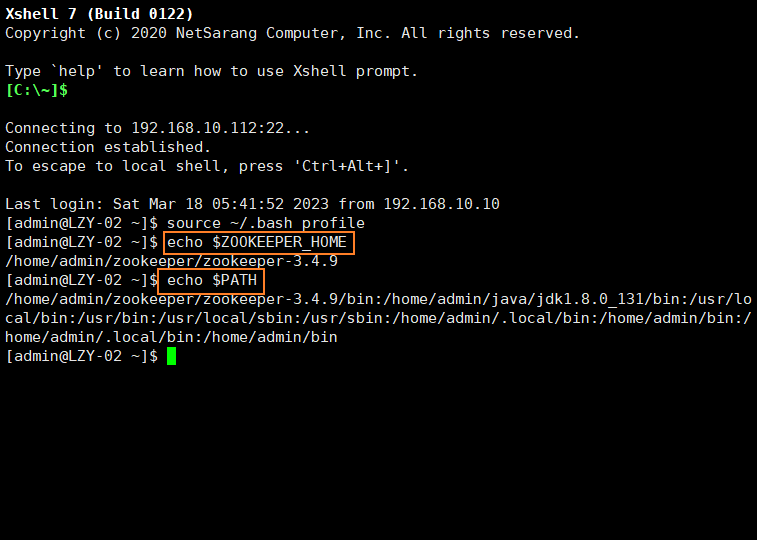 Xshell 7 (Build 0122)
Copyright (c) 2020 NetSarang Computer, Inc. All rights reserved.
Type `help' to learn how to use Xshell prompt.
[C:\~]$
Connecting to 192.168.10.112:22...
Connection established.
To escape to local shell, press 'Ctrl+Alt+]'.
Last login: Sat Mar 18 05:41:52 2023 from 192.168.10.10
[admin@LZY-02 ~]$ source ~/.bash_profile
[admin@LZY-02 ~]$ echo $ZOOKEEPER_HOME
/home/admin/zookeeper/zookeeper-3.4.9
[admin@LZY-02 ~]$ echo $PATH
/home/admin/zookeeper/zookeeper-3.4.9/bin:/home/admin/java/jdk1.8.0_131/bin:/usr/lo
cal/bin:/usr/bin:/usr/local/sbin:/usr/sbin:/home/admin/.local/bin:/home/admin/bin:/
home/admin/.local/bin:/home/admin/bin
[admin@LZY-02 ~]$